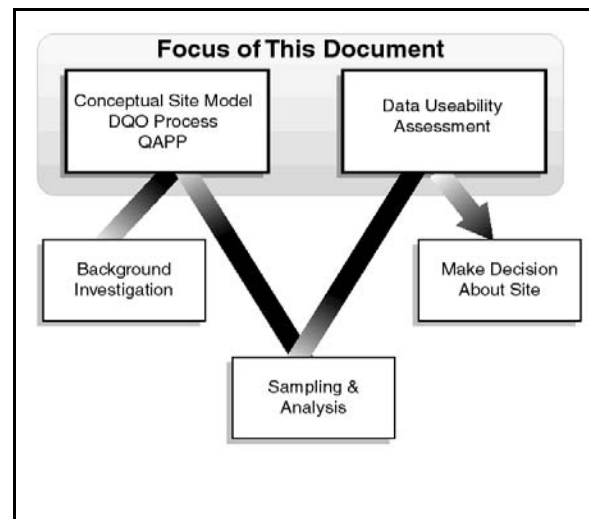 Focus of This Document
Conceptual Site Model
DQO Process
QAPP
Data Useability
Assessment
Background
Investigation
Make Decision
About Site
Sampling &
Analysis